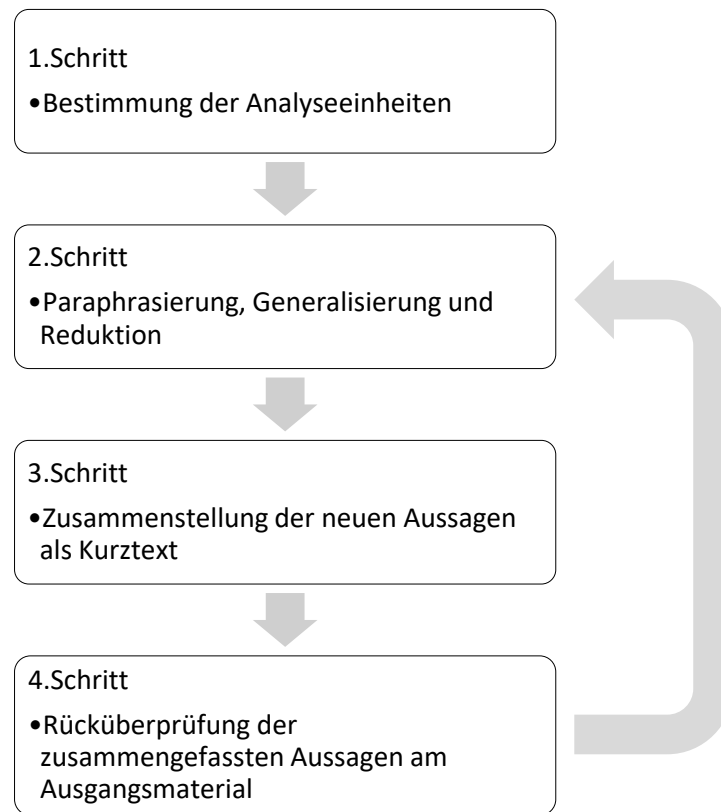 1.Schritt
•Bestimmung der Analyseeinheiten
2.Schritt
•Paraphrasierung, Generalisierung und
Reduktion
3.Schritt
•Zusammenstellung der neuen Aussagen
als Kurztext
4.Schritt
•Rücküberprüfung der
zusammengefassten Aussagen am
Ausgangsmaterial